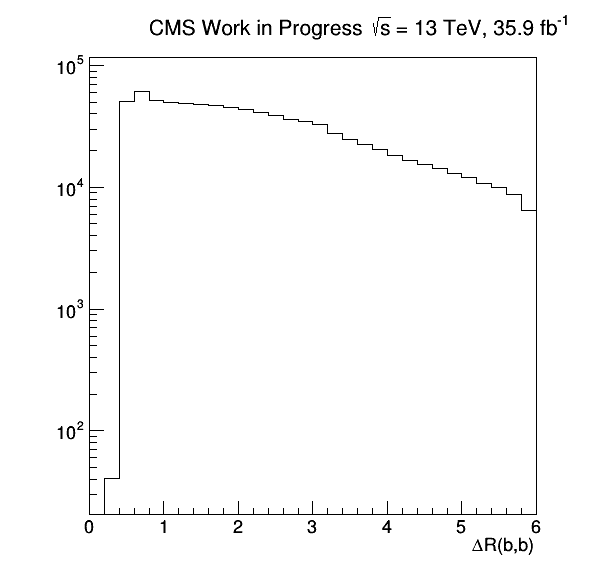 CMS Work in Progress √s = 13 TeV, 35.9 fb⁻¹
10⁵
10⁴
10³
10²
0 1 2 3 4 5 6
ΔR(b,b)